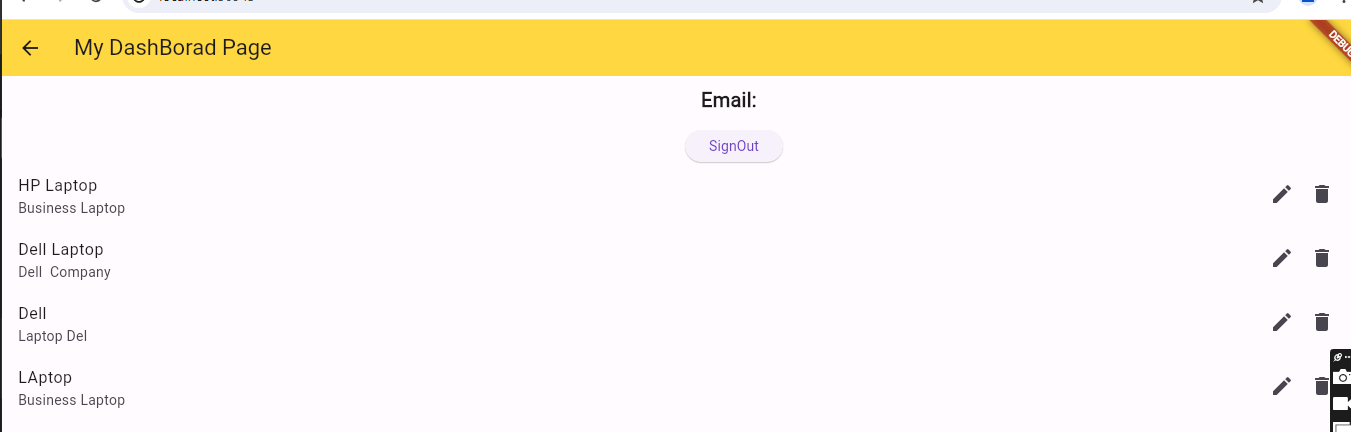 My DashBorad Page
Email:
SignOut
HP Laptop
Business Laptop
Dell Laptop
Dell  Company
Dell
Laptop Del
LAptop
Business Laptop